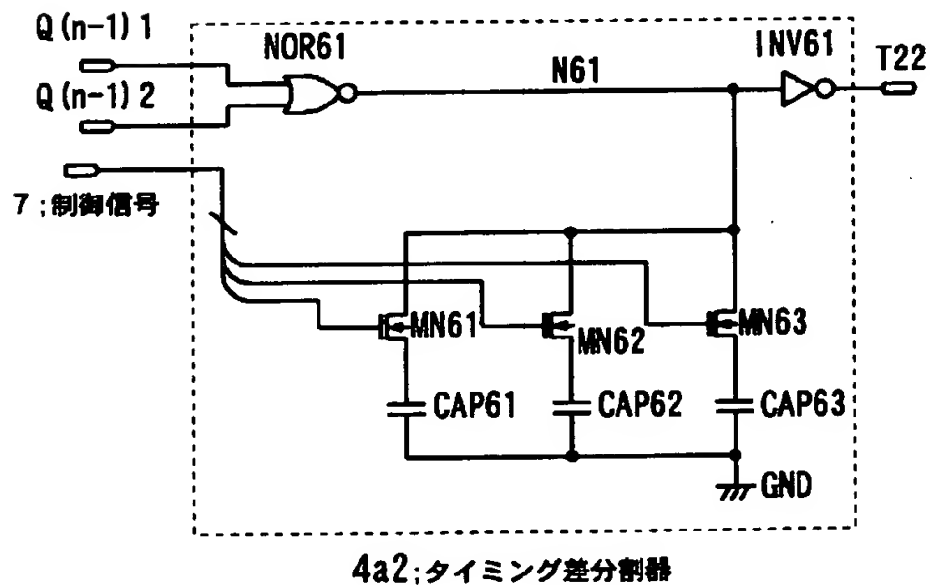 Q(n-1)1
NOR61
INV61
N61
T22
Q(n-1)2
7;制御信号
MN61
MN62
MN63
CAP61
CAP62
CAP63
GND
4a2;タイミング差分割器